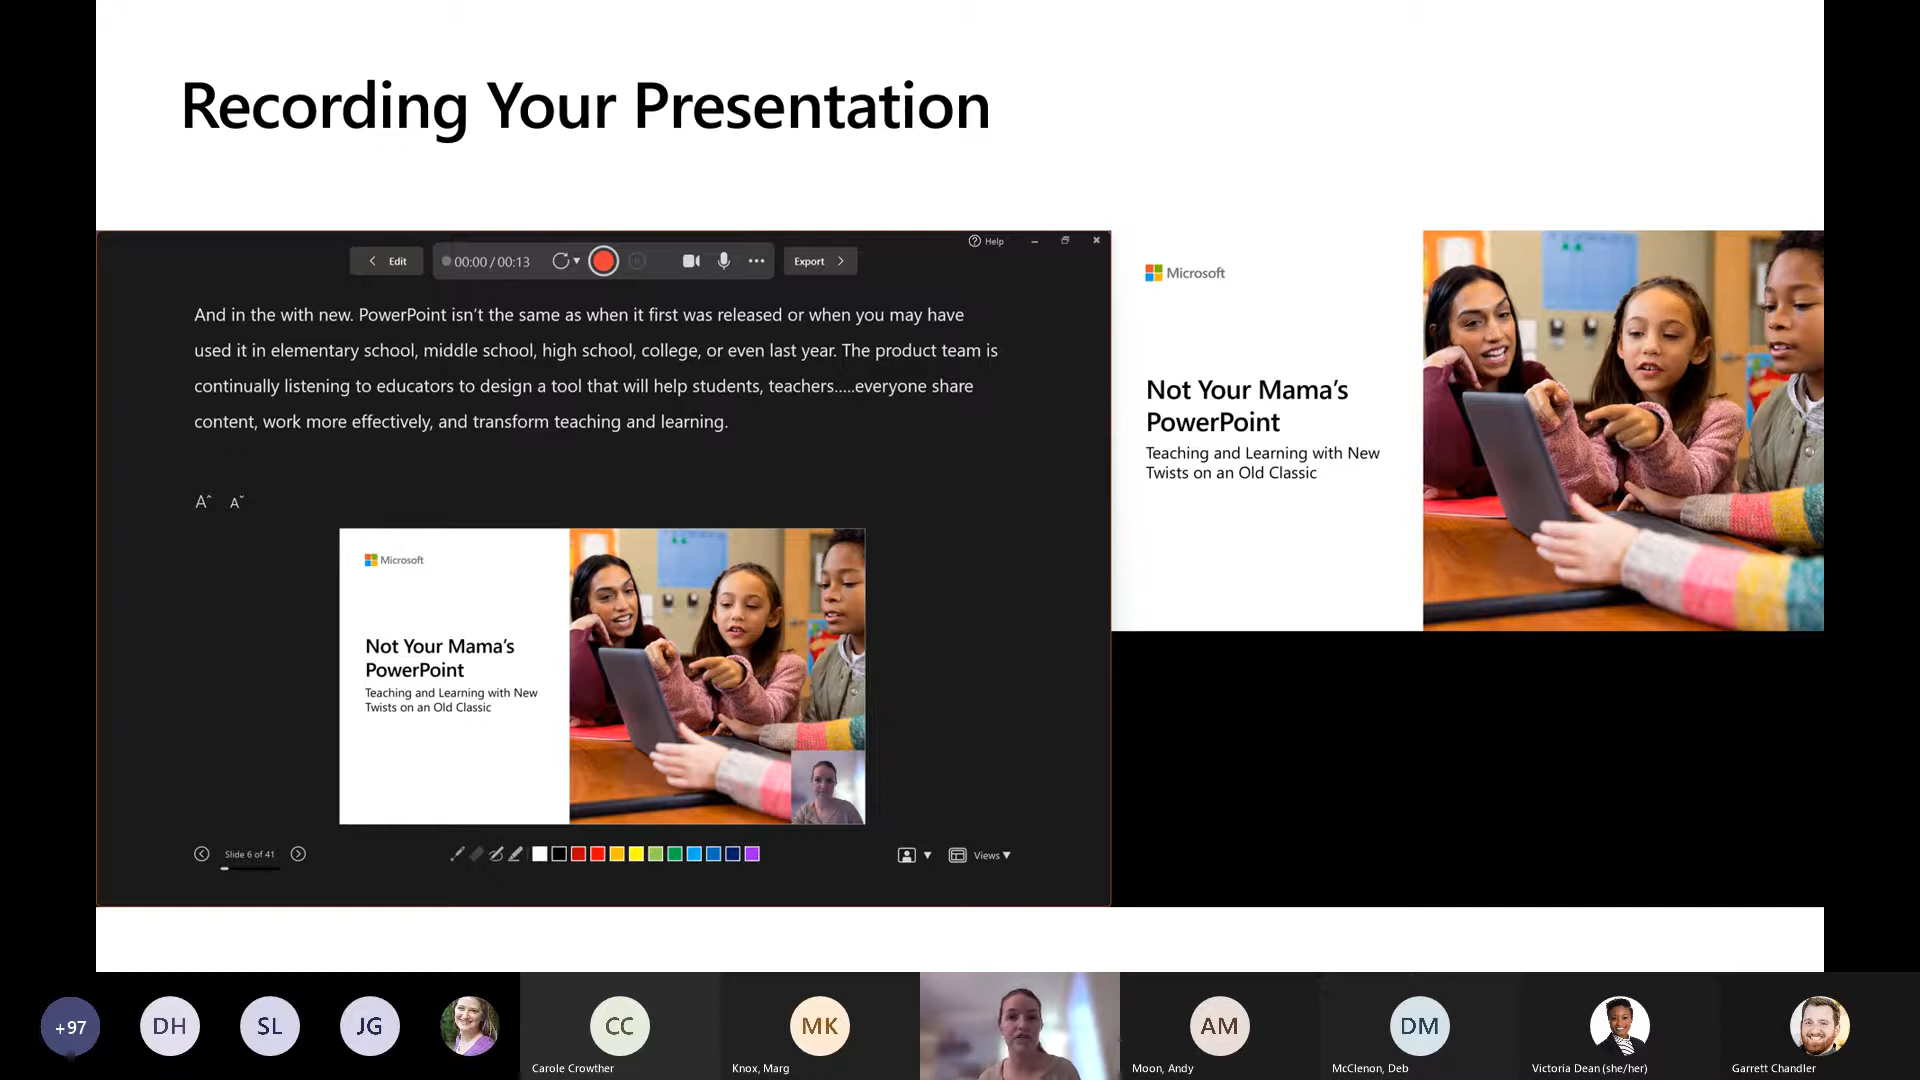 Recording Your Presentation
Help
Edit
00:00 / 00:13
Export
And in the with new. PowerPoint isn't the same as when it first was released or when you may have
used it in elementary school, middle school, high school, college, or even last year. The product team is
continually listening to educators to design a tool that will help students, teachers.....everyone share
content, work more effectively, and transform teaching and learning.
A A
Microsoft
Not Your Mama's
PowerPoint
Teaching and Learning with New
Twists on an Old Classic
Slide 6 of 41
Views
Microsoft
Not Your Mama's
PowerPoint
Teaching and Learning with New
Twists on an Old Classic
+97
DH
SL
JG
CC
Carole Crowther
MK
Knox, Marg
AM
Moon, Andy
DM
McClenon, Deb
Victoria Dean (she/her)
Garrett Chandler